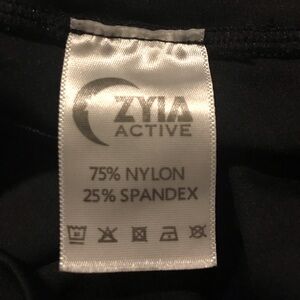 ZYIA
ACTIVE
75% NYLON
25% SPANDEX